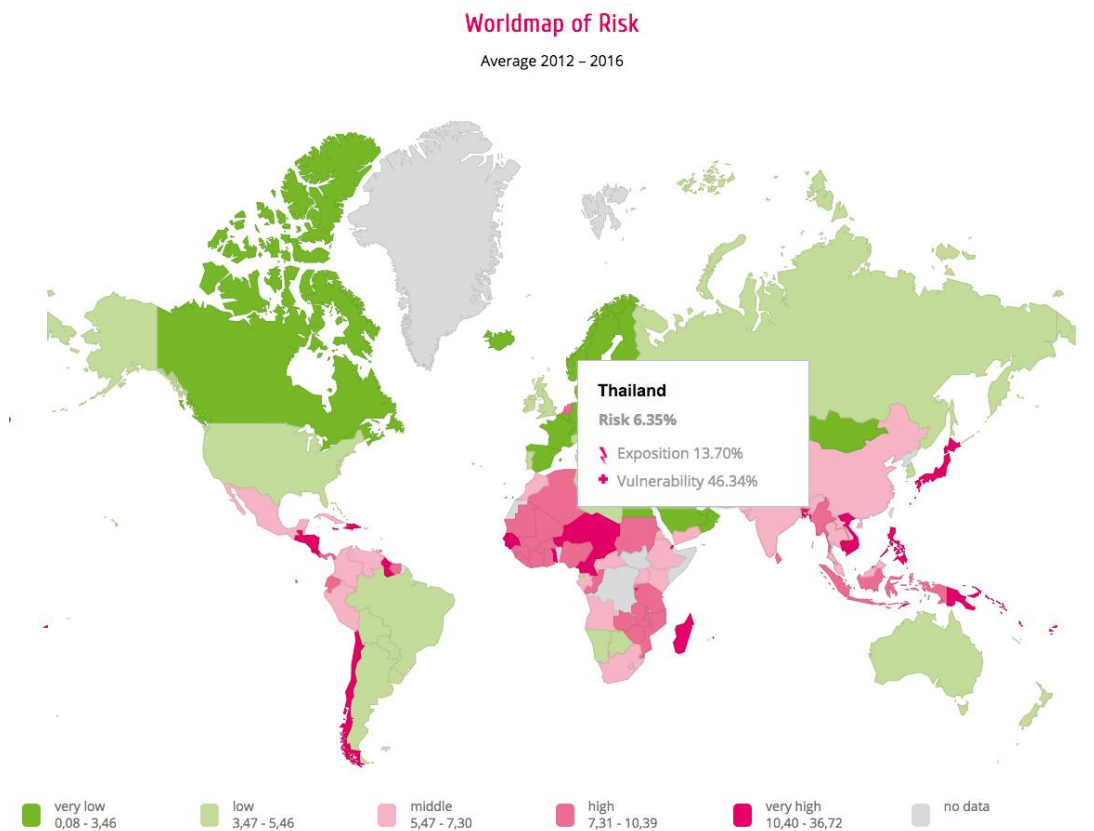 Worldmap of Risk
Average 2012 – 2016
Thailand
Risk 6.35%
Exposition 13.70%
Vulnerability 46.34%
very low
0,08 - 3,46
low
3,47 - 5,46
middle
5,47 - 7,30
high
7,31 - 10,39
very high
10,40 - 36,72
no data